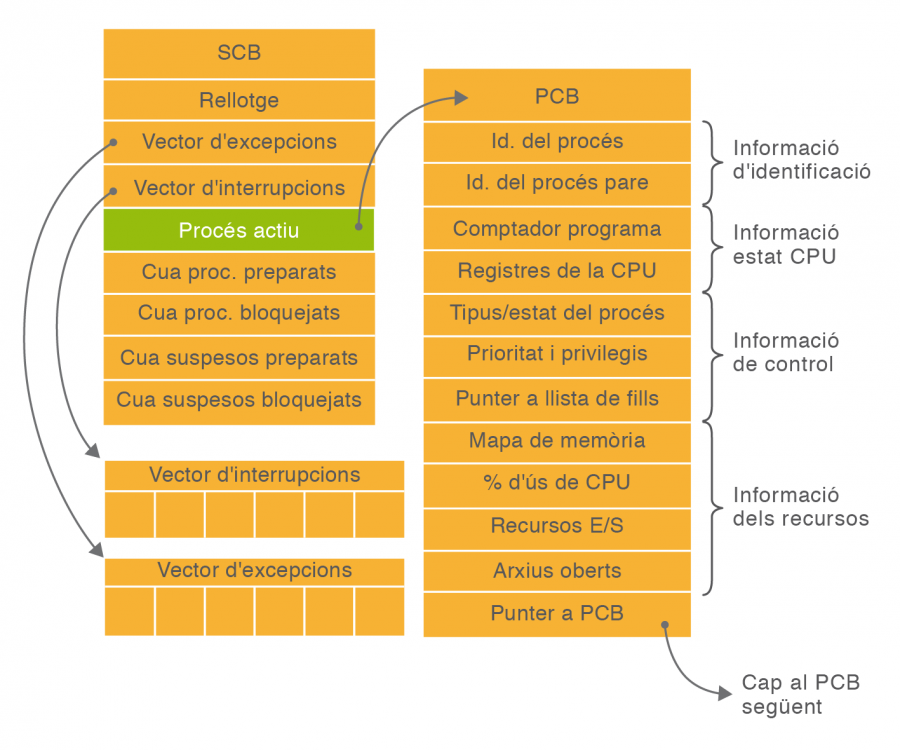 SCB
Rellotge
Vector d'excepcions
Vector d'interrupcions
Procés actiu
Cua proc. preparats
Cua proc. bloquejats
Cua suspesos preparats
Cua suspesos bloquejats
Vector d'interrupcions
Vector d'excepcions
PCB
Id. del procés
Id. del procés pare
Comptador programa
Registres de la CPU
Tipus/estat del procés
Prioritat i privilegis
Punter a llista de fills
Mapa de memòria
% d'ús de CPU
Recursos E/S
Arxius oberts
Punter a PCB
Informació
d'identificació
Informació
estat CPU
Informació
de control
Informació
dels recursos
Cap al PCB
següent